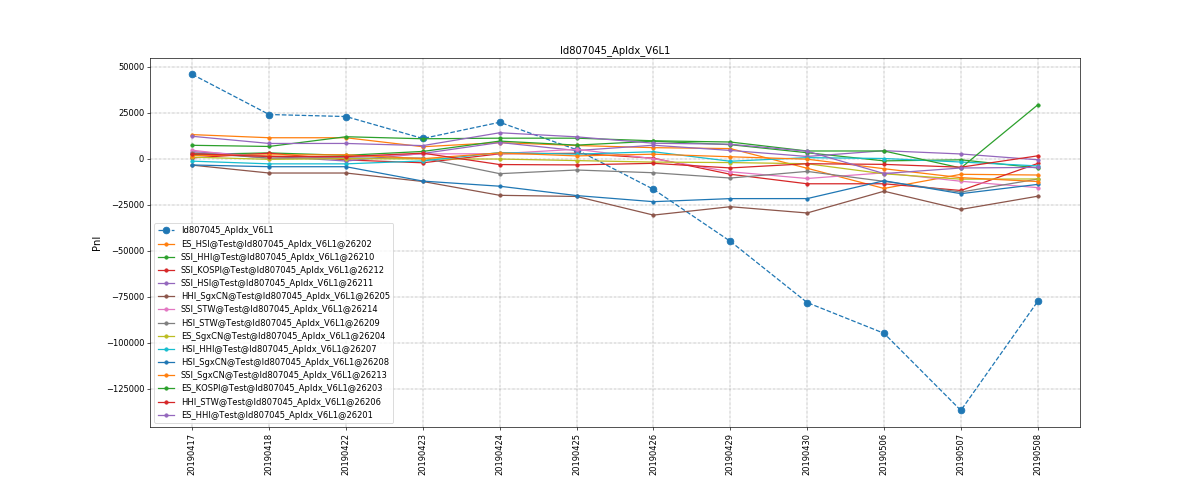 Id807045_ApIdx_V6L1
50000
25000
0
−25000
−50000
−75000
−100000
−125000
Pnl
Id807045_ApIdx_V6L1
ES_HSI@Test@Id807045_ApIdx_V6L1@26202
SSI_HHI@Test@Id807045_ApIdx_V6L1@26210
SSI_KOSPI@Test@Id807045_ApIdx_V6L1@26212
SSI_HSI@Test@Id807045_ApIdx_V6L1@26211
HHI_SgxCN@Test@Id807045_ApIdx_V6L1@26205
SSI_STW@Test@Id807045_ApIdx_V6L1@26214
HSI_STW@Test@Id807045_ApIdx_V6L1@26209
ES_SgxCN@Test@Id807045_ApIdx_V6L1@26204
HSI_HHI@Test@Id807045_ApIdx_V6L1@26207
HSI_SgxCN@Test@Id807045_ApIdx_V6L1@26208
SSI_SgxCN@Test@Id807045_ApIdx_V6L1@26213
ES_KOSPI@Test@Id807045_ApIdx_V6L1@26203
HHI_STW@Test@Id807045_ApIdx_V6L1@26206
ES_HHI@Test@Id807045_ApIdx_V6L1@26201
20190417
20190418
20190422
20190423
20190424
20190425
20190426
20190429
20190430
20190506
20190507
20190508